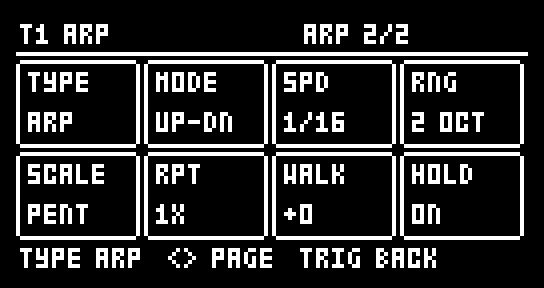 T1 ARP ARP 2/2
TYPE MODE SPD RNG
ARP UP-DN 1/16 2 OCT
SCALE RPT WALK HOLD
PENT 1X +0 ON
TYPE ARP <> PAGE TRIG BACK